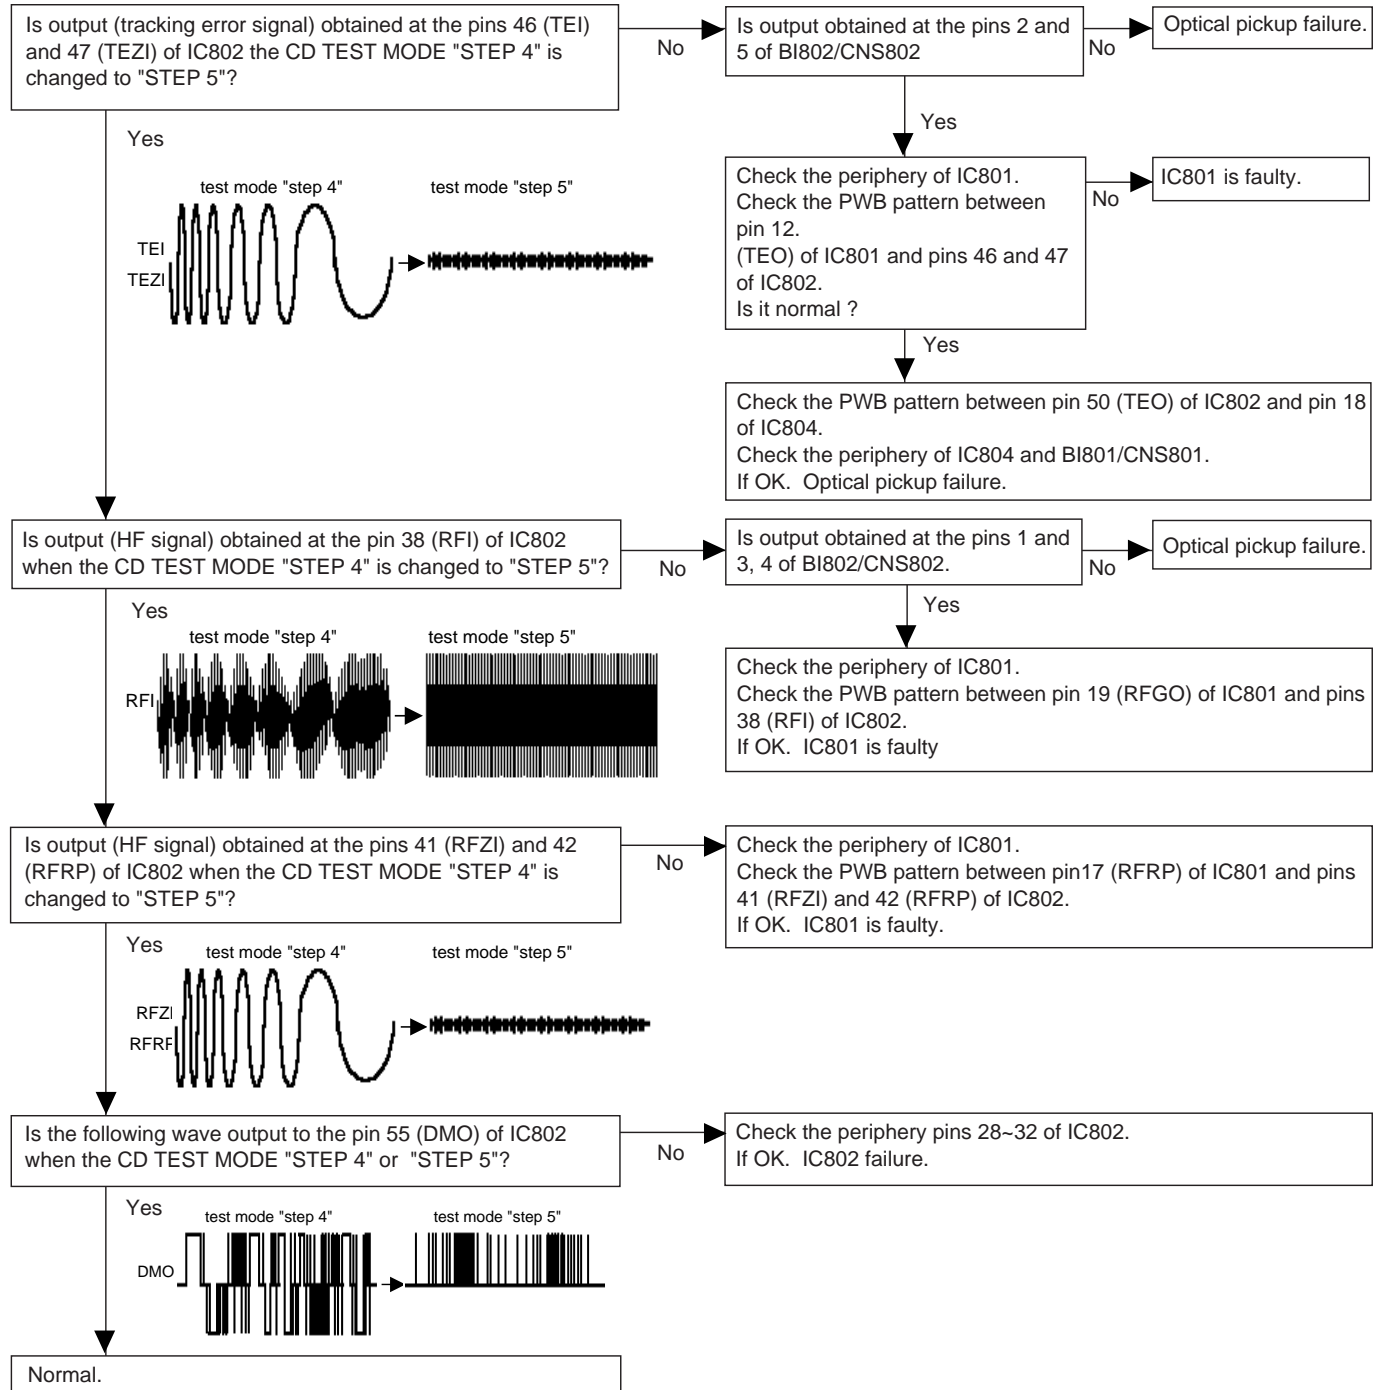 Is output (tracking error signal) obtained at the pins 46 (TEI)
and 47 (TEZI) of IC802 the CD TEST MODE "STEP 4" is
changed to "STEP 5"?
No
Is output obtained at the pins 2 and
5 of BI802/CNS802
No
Optical pickup failure.
Yes
Yes
test mode "step 4"
test mode "step 5"
TEI
TEZI
Check the periphery of IC801.
Check the PWB pattern between
pin 12.
(TEO) of IC801 and pins 46 and 47
of IC802.
Is it normal ?
No
IC801 is faulty.
Yes
Check the PWB pattern between pin 50 (TEO) of IC802 and pin 18
of IC804.
Check the periphery of IC804 and BI801/CNS801.
If OK.  Optical pickup failure.
Is output (HF signal) obtained at the pin 38 (RFI) of IC802
when the CD TEST MODE "STEP 4" is changed to "STEP 5"?
No
Is output obtained at the pins 1 and
3, 4 of BI802/CNS802.
No
Optical pickup failure.
Yes
Yes
test mode "step 4"
test mode "step 5"
RFI
Check the periphery of IC801.
Check the PWB pattern between pin 19 (RFGO) of IC801 and pins
38 (RFI) of IC802.
If OK.  IC801 is faulty
Is output (HF signal) obtained at the pins 41 (RFZI) and 42
(RFRP) of IC802 when the CD TEST MODE "STEP 4" is
changed to "STEP 5"?
No
Check the periphery of IC801.
Check the PWB pattern between pin17 (RFRP) of IC801 and pins
41 (RFZI) and 42 (RFRP) of IC802.
If OK.  IC801 is faulty.
Yes
test mode "step 4"
test mode "step 5"
RFZI
RFRP
Is the following wave output to the pin 55 (DMO) of IC802
when the CD TEST MODE "STEP 4" or  "STEP 5"?
No
Check the periphery pins 28~32 of IC802.
If OK.  IC802 failure.
Yes
test mode "step 4"
test mode "step 5"
DMO
Normal.